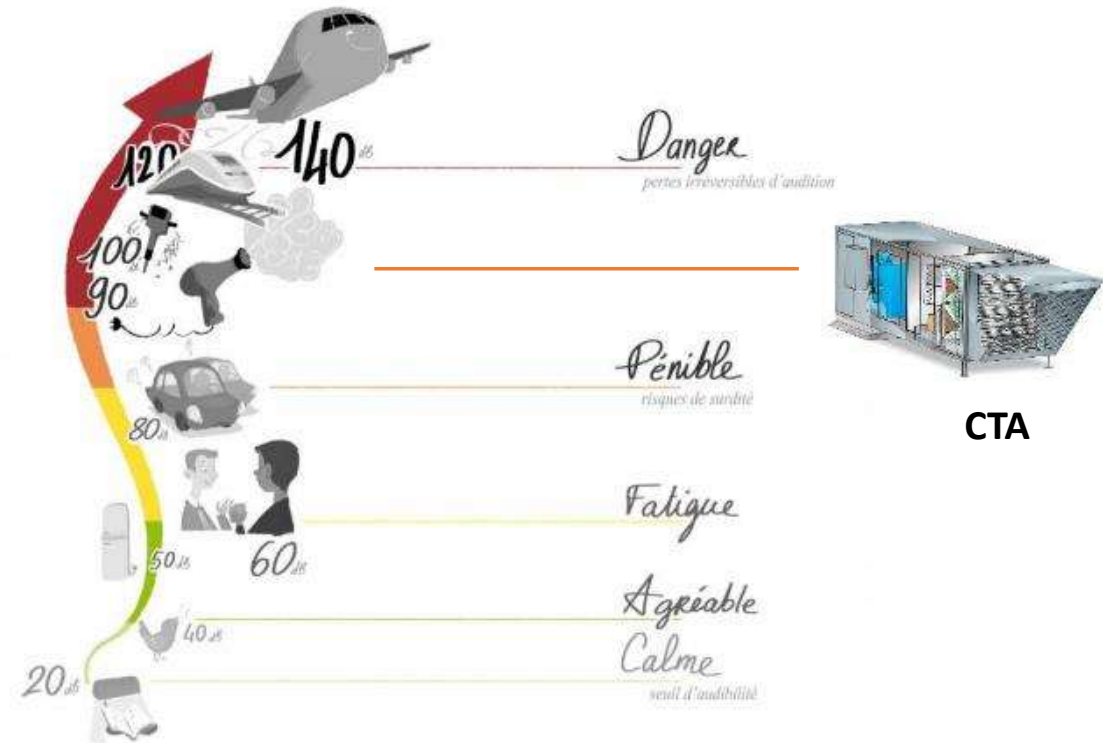 120
140 dB
Danger
pertes irréversibles d'audition
100 dB
90 dB
Pénible
risques de surdité
CTA
80 dB
Fatigue
50 dB
60 dB
Agréable
40 dB
Calme
20 dB
seuil d'audibilité